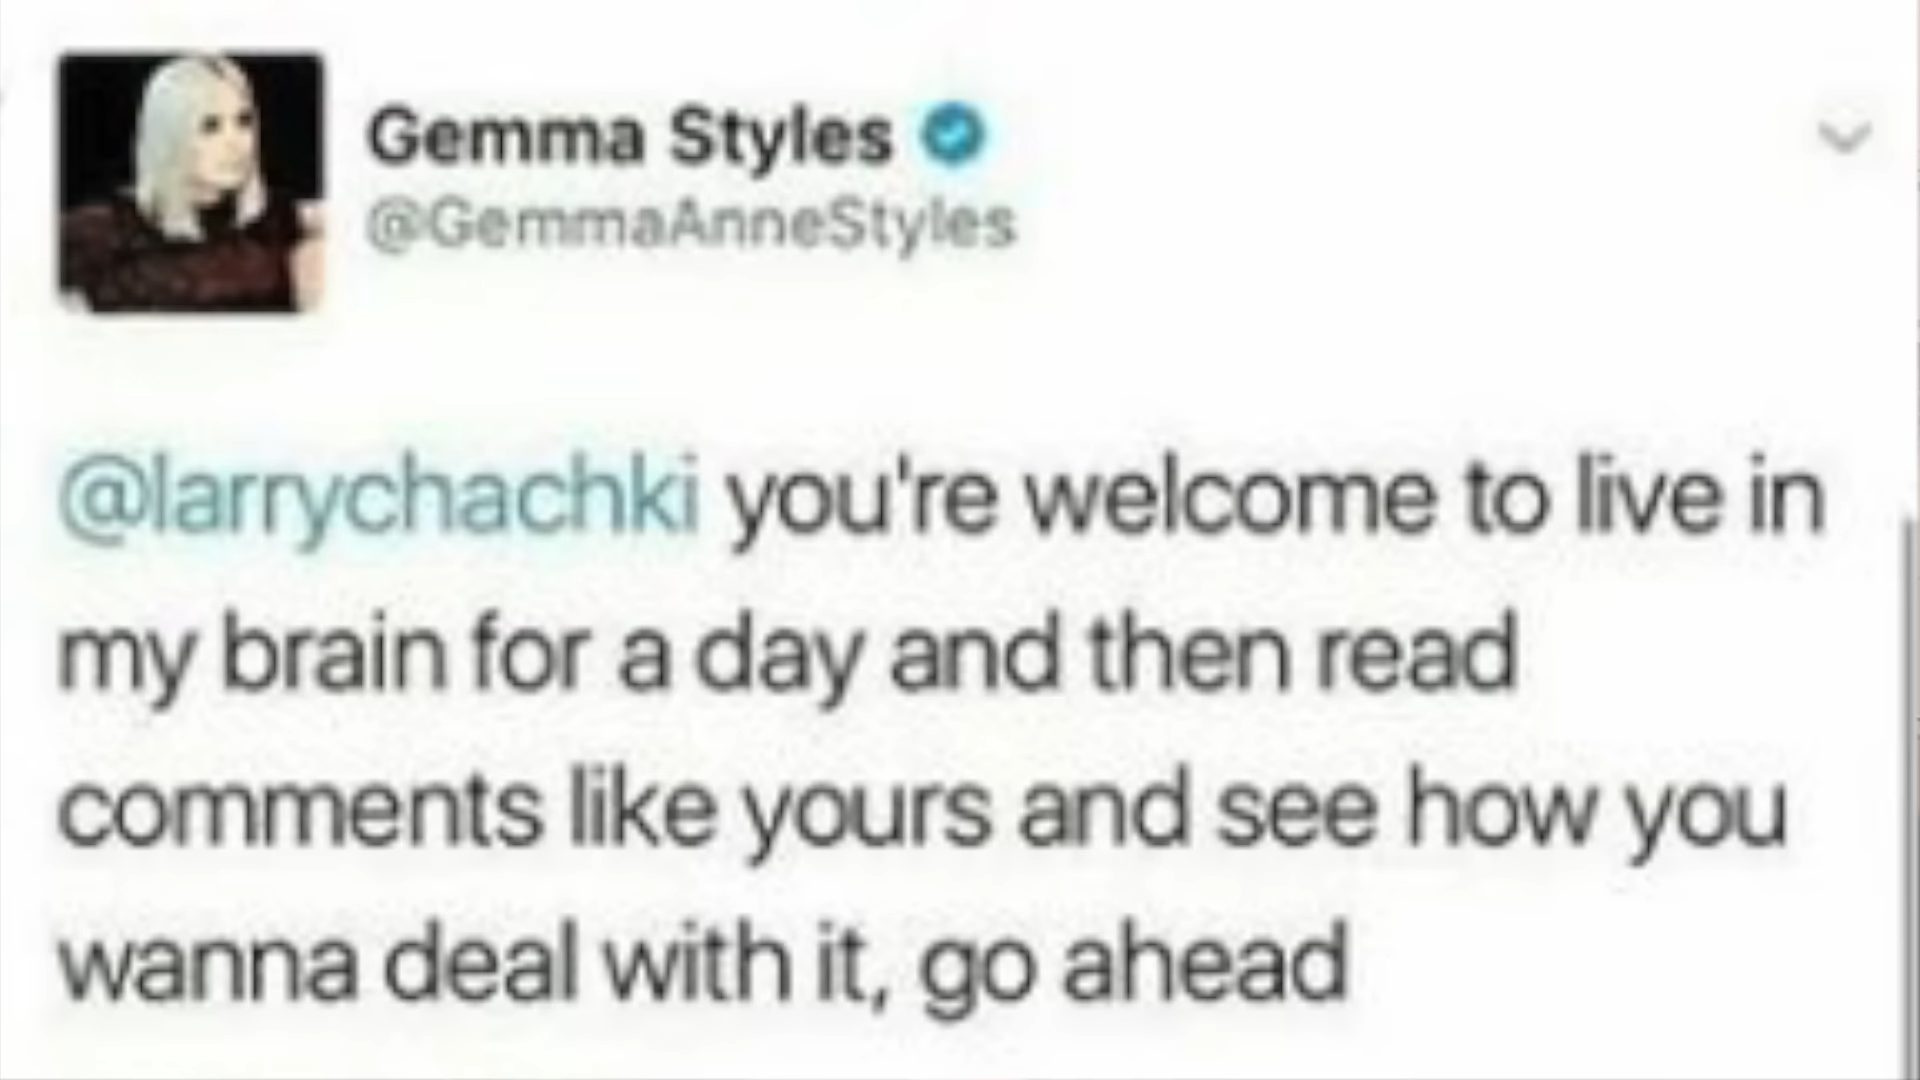 Gemma Styles
@GemmaAnneStyles
@larrychachki you're welcome to live in
my brain for a day and then read
comments like yours and see how you
wanna deal with it, go ahead